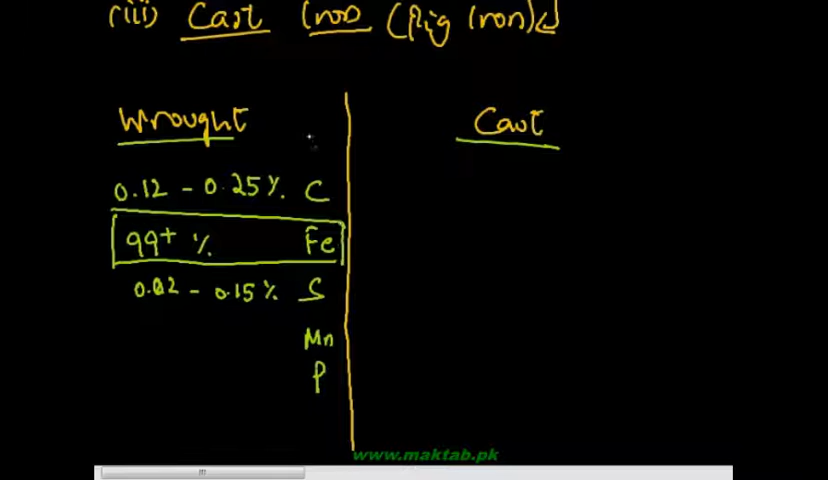 (iii) Cast Iron (Pig Iron)
Wrought
Cast
0.12 - 0.25 % C
99+ % Fe
0.02 - 0.15 % S
Mn
P
www.maktab.pk
m